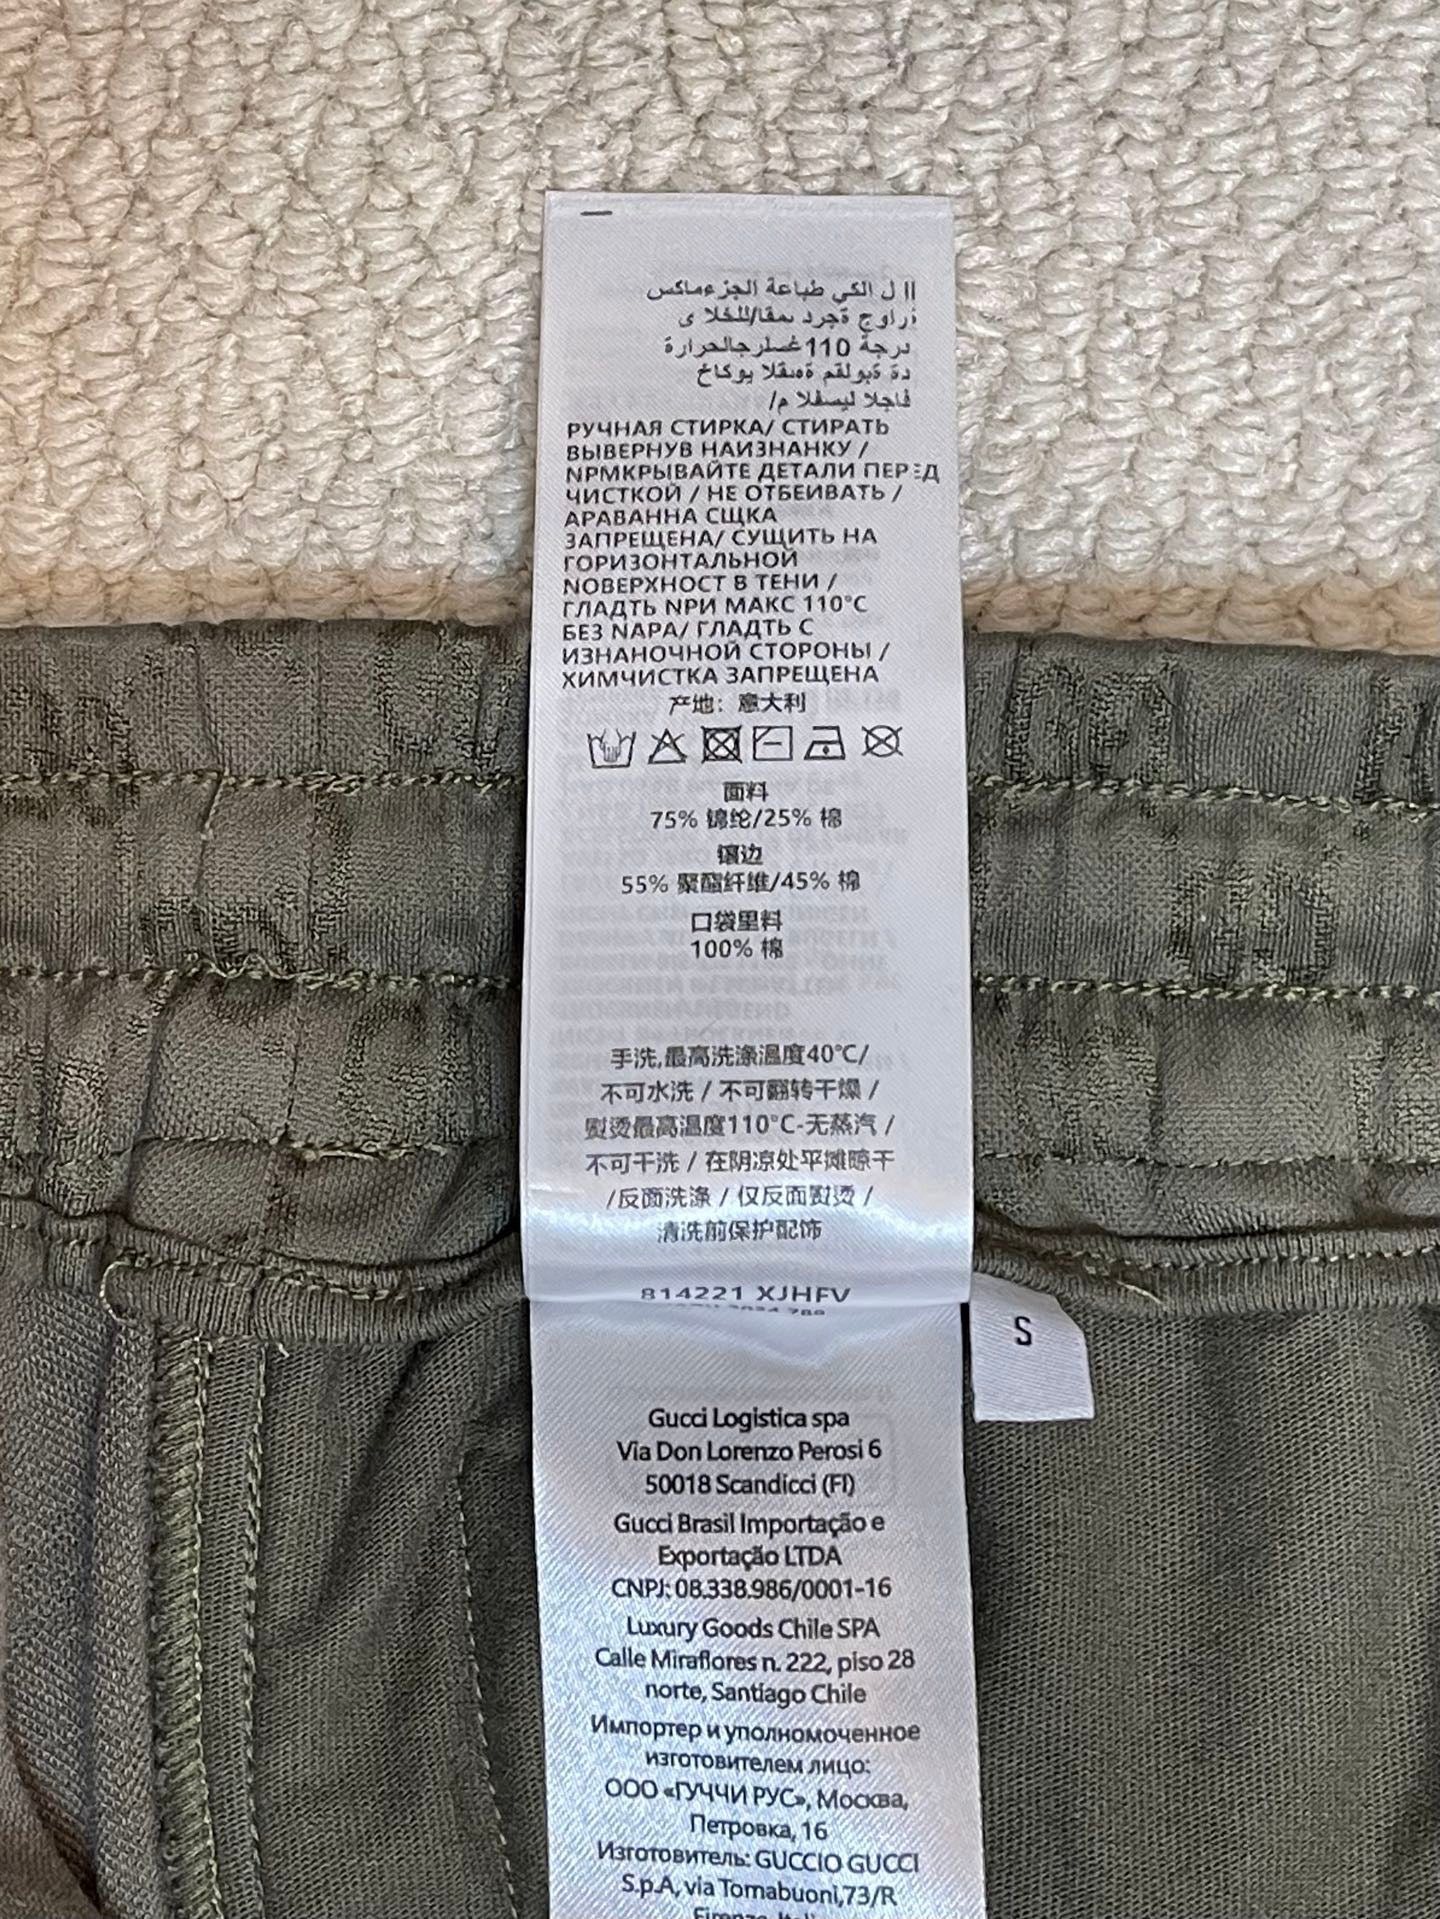 ال الكي طباعة الجزءماكس
درجة 110غسلرجالحرارة
РУЧНАЯ СТИРКА/ СТИРАТЬ
ВЫВЕРНУВ НАИЗНАНКУ /
NРМКРЫВАЙТЕ ДЕТАЛИ ПЕРЕД
ЧИСТКОЙ / НЕ ОТБЕИВАТЬ /
АРАВАННА СЩКА
ЗАПРЕЩЕНА/ СУЩИТЬ НА
ГОРИЗОНТАЛЬНОЙ
NОВЕРХНОСТ В ТЕНИ /
ГЛАДТЬ NРИ МАКС 110°C
БЕЗ NАРА/ ГЛАДТЬ С
ИЗНАНОЧНОЙ СТОРОНЫ /
ХИМЧИСТКА ЗАПРЕЩЕНА
产地：意大利
面料
75% 锦纶/25% 棉
镶边
55% 聚酯纤维/45% 棉
口袋里料
100% 棉
手洗,最高洗涤温度40℃/
不可水洗 / 不可翻转干燥 /
熨烫最高温度110℃-无蒸汽 /
不可干洗 / 在阴凉处平摊晾干
/反面洗涤 / 仅反面熨烫 /
清洗前保护配饰
814221 XJHFV
S
Gucci Logistica spa
Via Don Lorenzo Perosi 6
50018 Scandicci (FI)
Gucci Brasil Importação e
Exportação LTDA
CNPJ: 08.338.986/0001-16
Luxury Goods Chile SPA
Calle Miraflores n. 222, piso 28
norte, Santiago Chile
Импортер и уполномоченное
изготовителем лицо:
ООО «ГУЧЧИ РУС», Москва,
Петровка, 16
Изготовитель: GUCCIO GUCCI
S.p.A, via Tornabuoni,73/R